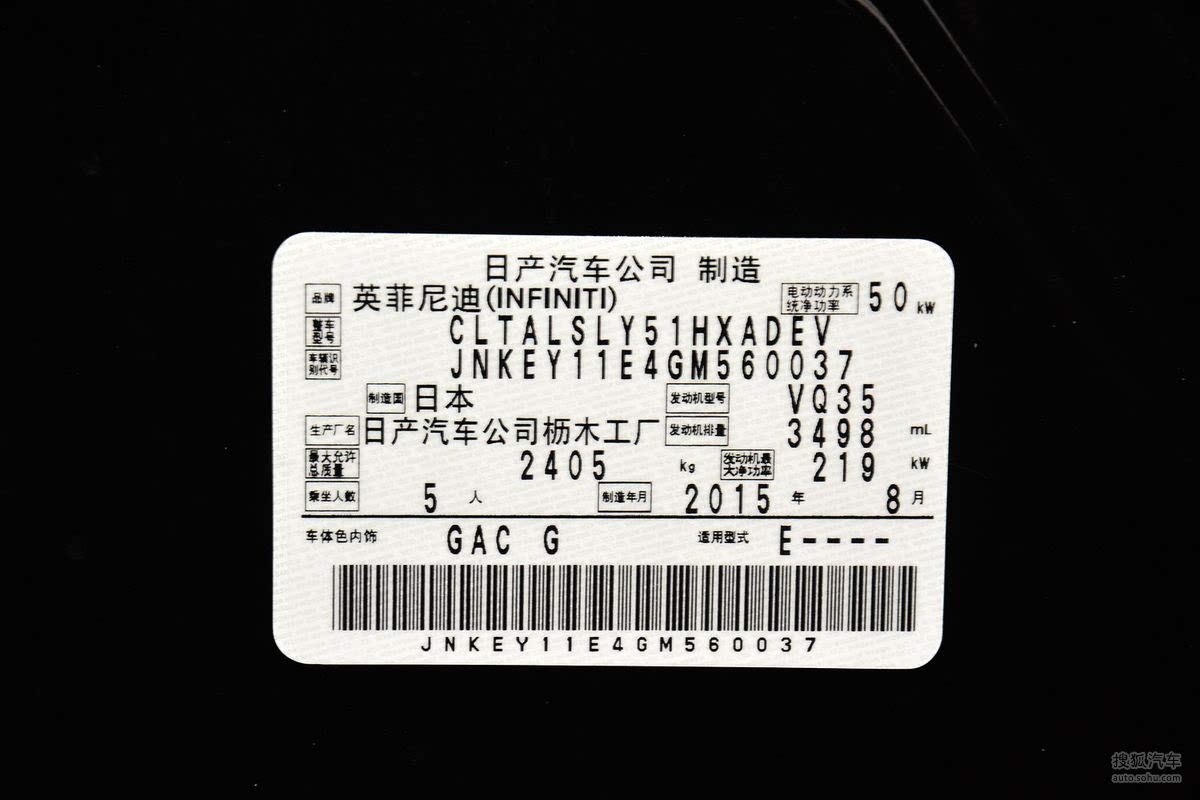 日产汽车公司 制造
品牌 英菲尼迪(INFINITI) 电动动力系统净功率 50 kW
整车型号 CLTALSLY51HXADEV
车辆识别代号 JNKEY11E4GM560037
制造国 日本 发动机型号 VQ35
生产厂名 日产汽车公司枥木工厂 发动机排量 3498 mL
最大允许总质量 2405 kg 发动机最大净功率 219 kW
乘坐人数 5 人 制造年月 2015 年 8 月
车体色内饰 GAC G 适用型式 E----
JNKEY11E4GM560037
搜狐汽车
auto.sohu.com